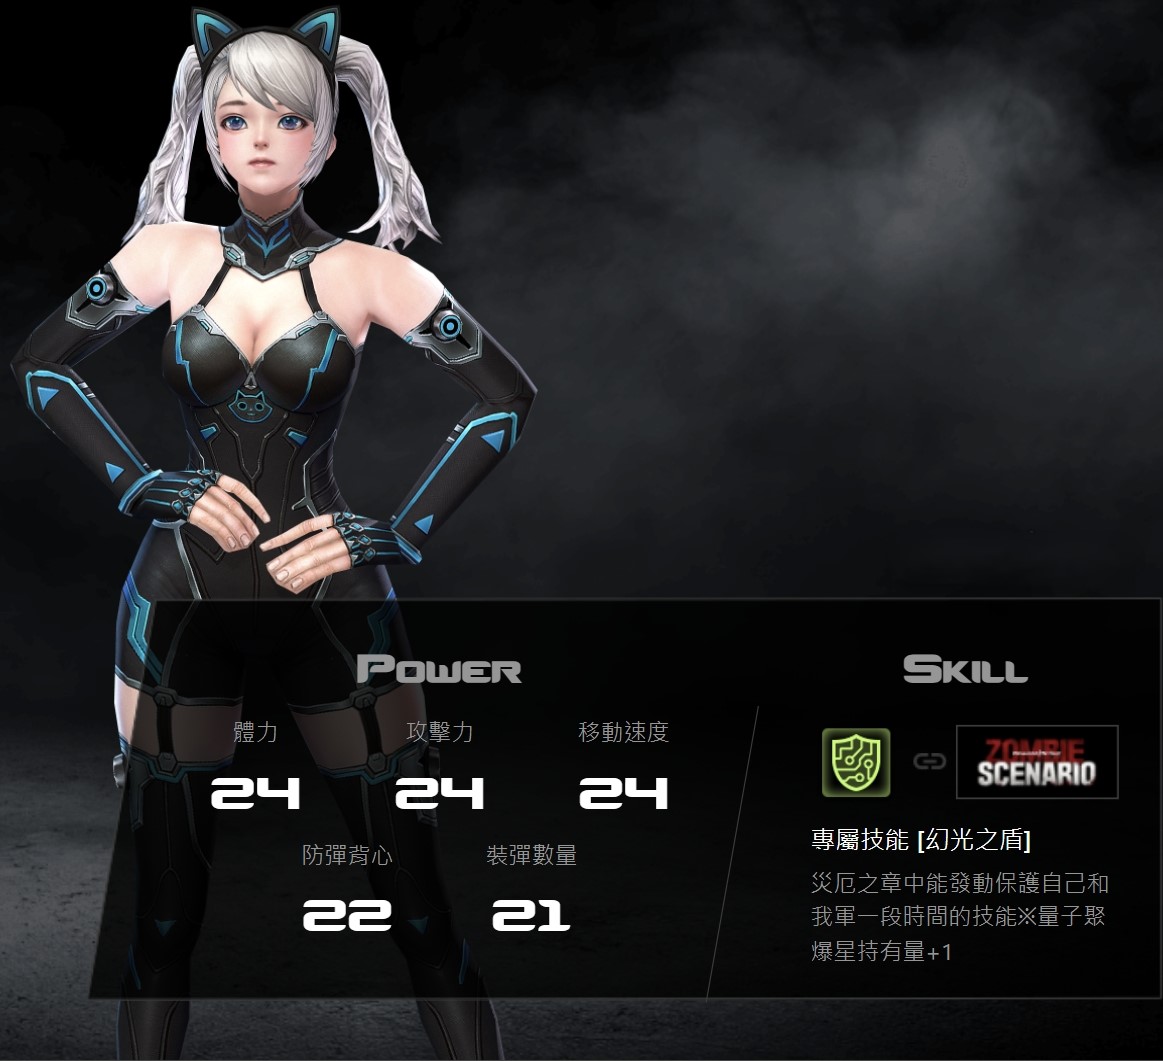 POWER
體力
攻擊力
移動速度
24
24
24
防彈背心
裝彈數量
22
21
SKILL
ZOMBIE
SCENARIO
專屬技能 [幻光之盾]
災厄之章中能發動保護自己和
我軍一段時間的技能※量子聚
爆星持有量+1